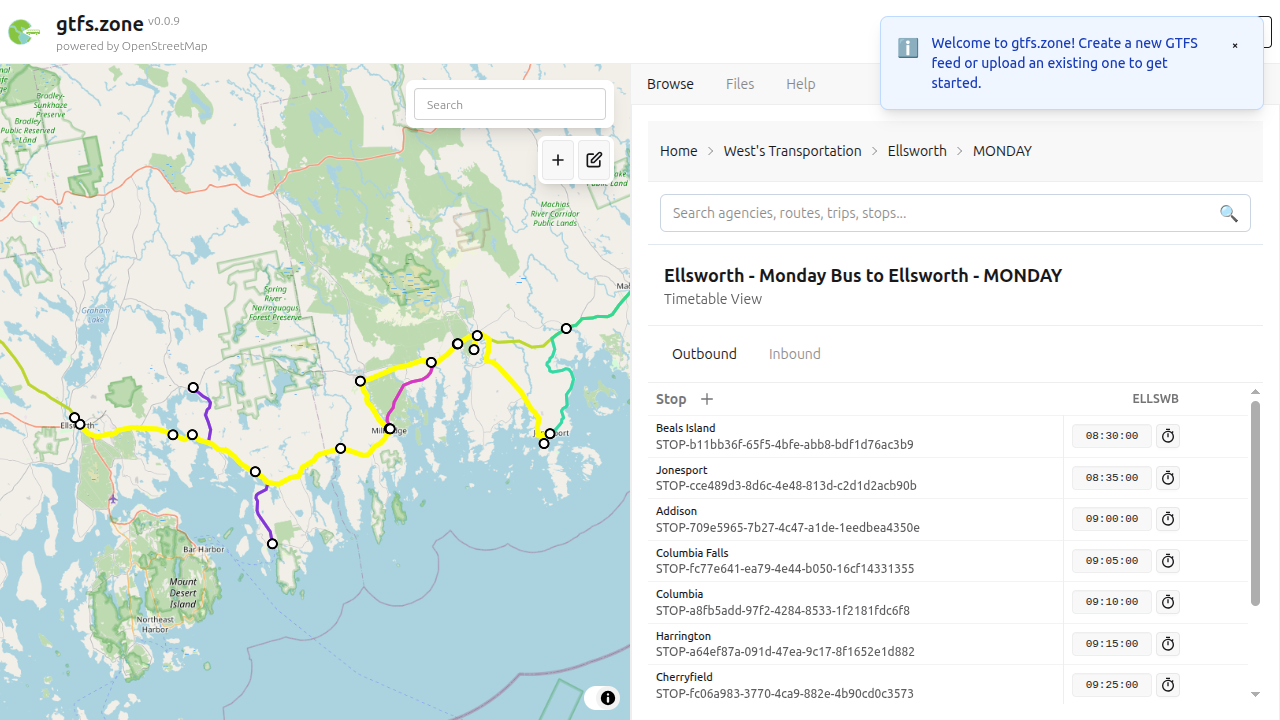 gtfs.zone v0.0.9
powered by OpenStreetMap
Welcome to gtfs.zone! Create a new GTFS
feed or upload an existing one to get
started.
Browse
Files
Help
Home
West's Transportation
Ellsworth
MONDAY
Search agencies, routes, trips, stops...
Ellsworth - Monday Bus to Ellsworth - MONDAY
Timetable View
Outbound
Inbound
Stop
ELLSWB
Beals Island
STOP-b11bb36f-65f5-4bfe-abb8-bdf1d76ac3b9
08:30:00
Jonesport
STOP-cce489d3-8d6c-4e48-813d-c2d1d2acb90b
08:35:00
Addison
STOP-709e5965-7b27-4c47-a1de-1eedbea4350e
09:00:00
Columbia Falls
STOP-fc77e641-ea79-4e44-b050-16cf14331355
09:05:00
Columbia
STOP-a8fb5add-97f2-4284-8533-1f2181fdc6f8
09:10:00
Harrington
STOP-a64ef87a-091d-47ea-9c17-8f1652e1d882
09:15:00
Cherryfield
STOP-fc06a983-3770-4ca9-882e-4b90cd0c3573
09:25:00
Search
Bradley-
Sunkhaze
Preserve
Bradley
Public Reserved
Land
Machias
River Corridor
Public Lands
Spring
River -
Narraguagus
Forest Preserve
Graham
Lake
Bar Harbor
Mount
Desert
Island
Northeast
Harbor